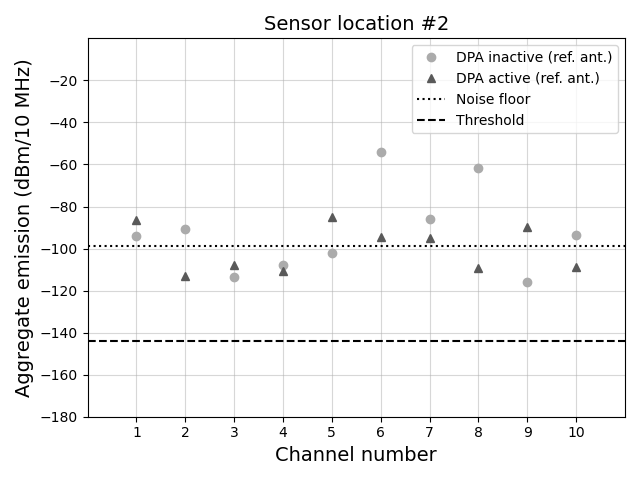 Sensor location #2
DPA inactive (ref. ant.)
DPA active (ref. ant.)
Noise floor
Threshold
Aggregate emission (dBm/10 MHz)
−20
−40
−60
−80
−100
−120
−140
−160
−180
1 2 3 4 5 6 7 8 9 10
Channel number